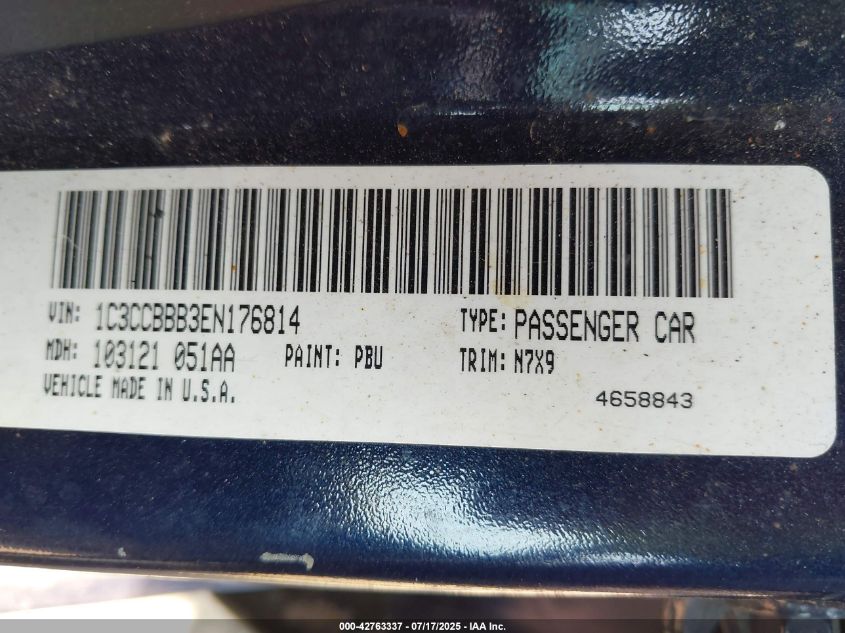 VIN: 1C3CCBBB3EN176814 TYPE: PASSENGER CAR
MDH: 103121 051AA PAINT: PBU TRIM: N7X9
VEHICLE MADE IN U.S.A. 4658843
000-42763337 - 07/17/2025 - IAA Inc.